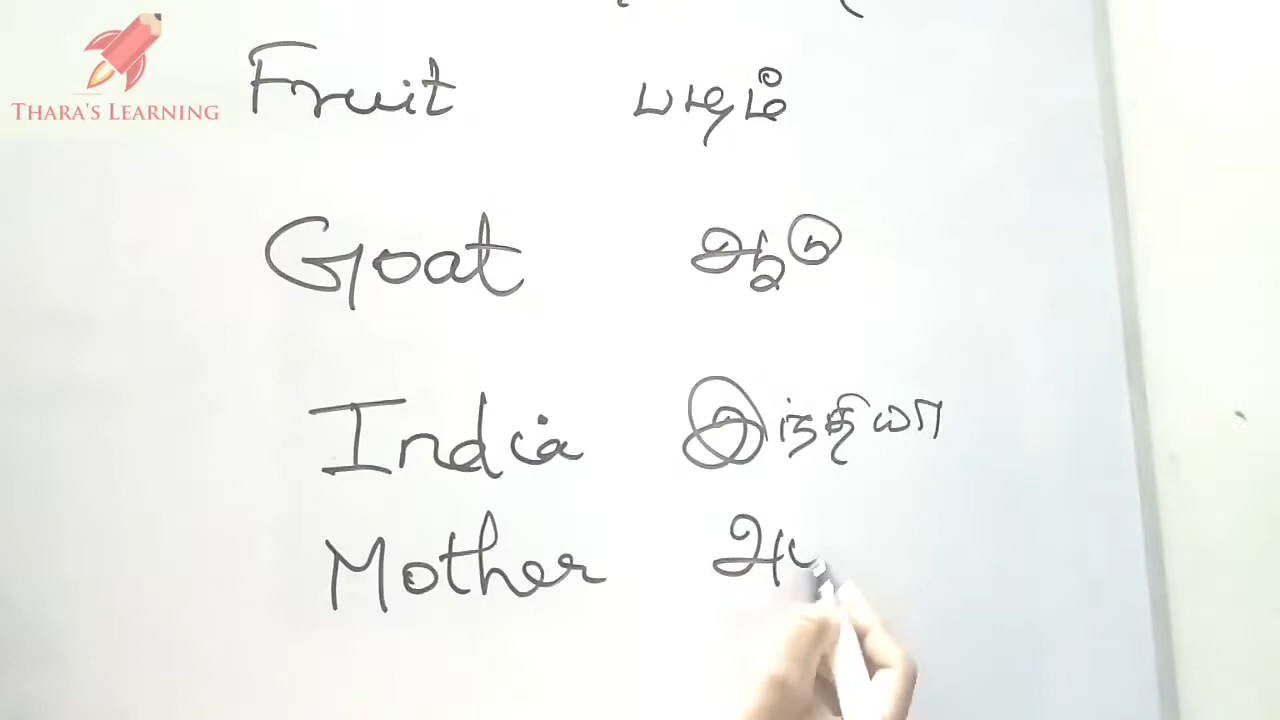 THARA'S LEARNING
Fruit பழம்
Goat ஆடு
India இந்தியா
Mother அ